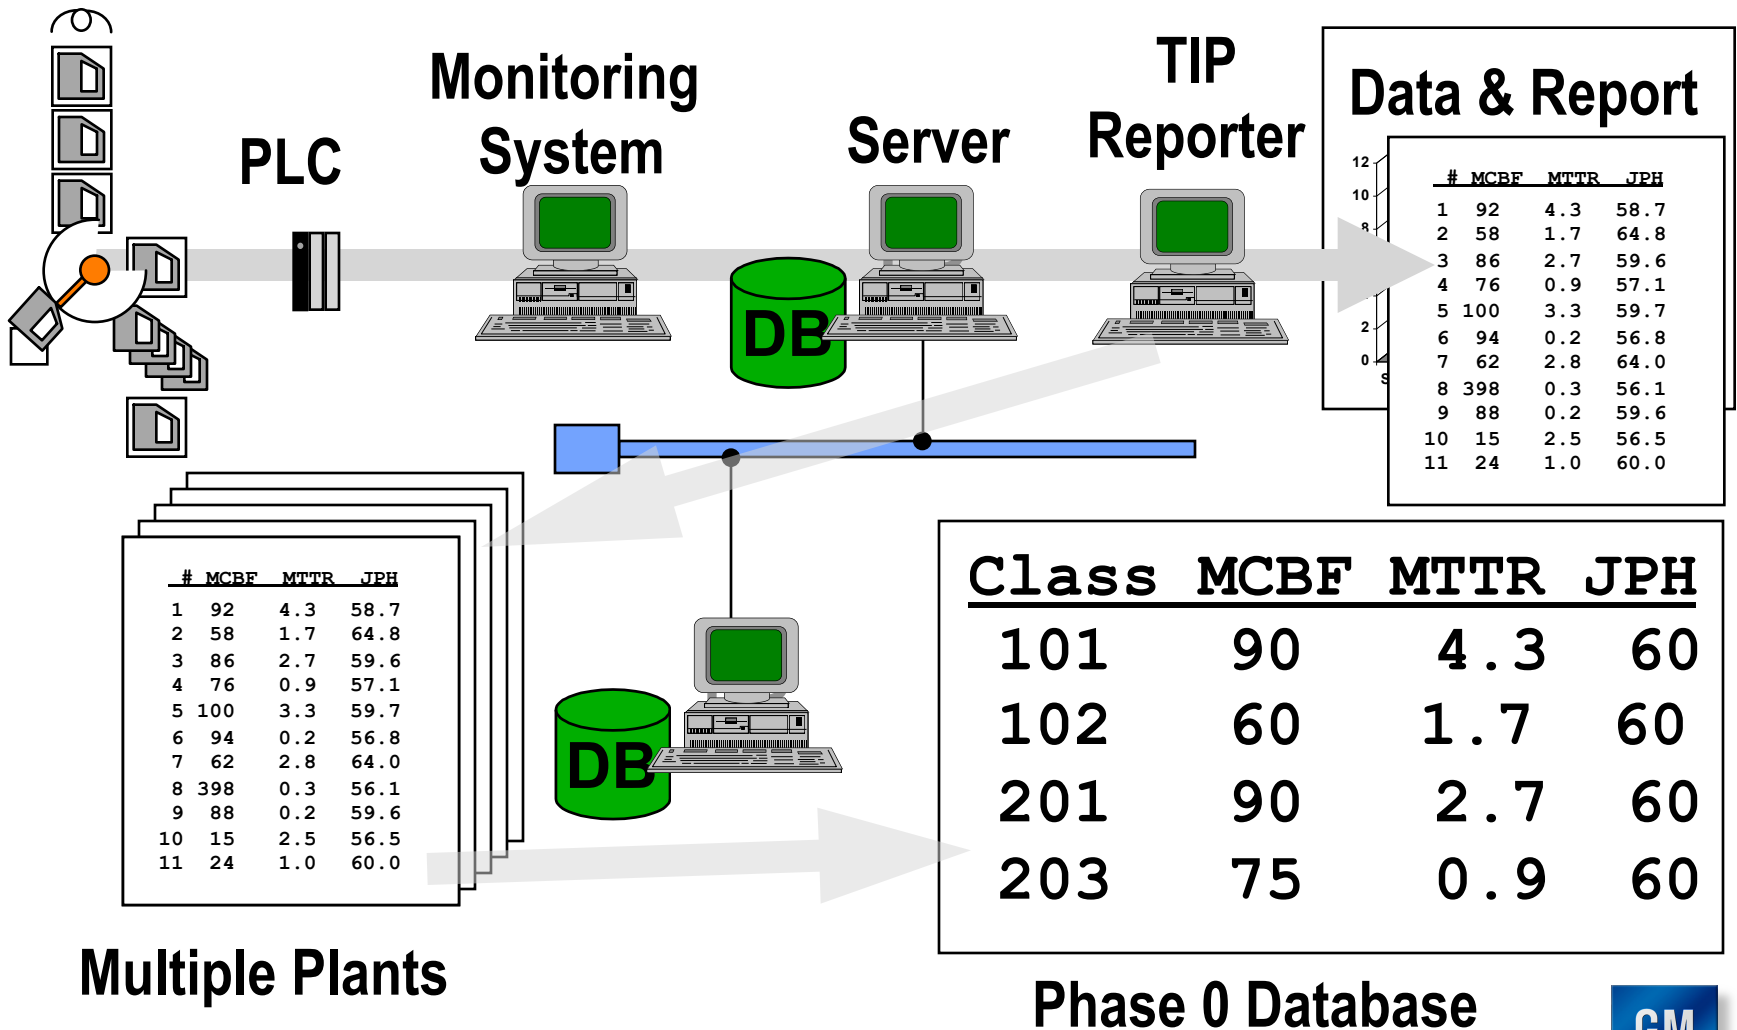 Monitoring
System
PLC
Server
TIP
Reporter
Data & Report
12
10
8
2
0
S
# MCBF MTTR JPH
1 92 4.3 58.7
2 58 1.7 64.8
3 86 2.7 59.6
4 76 0.9 57.1
5 100 3.3 59.7
6 94 0.2 56.8
7 62 2.8 64.0
8 398 0.3 56.1
9 88 0.2 59.6
10 15 2.5 56.5
11 24 1.0 60.0
DB
# MCBF MTTR JPH
1 92 4.3 58.7
2 58 1.7 64.8
3 86 2.7 59.6
4 76 0.9 57.1
5 100 3.3 59.7
6 94 0.2 56.8
7 62 2.8 64.0
8 398 0.3 56.1
9 88 0.2 59.6
10 15 2.5 56.5
11 24 1.0 60.0
Multiple Plants
DB
Class MCBF MTTR JPH
101 90 4.3 60
102 60 1.7 60
201 90 2.7 60
203 75 0.9 60
Phase 0 Database
GM